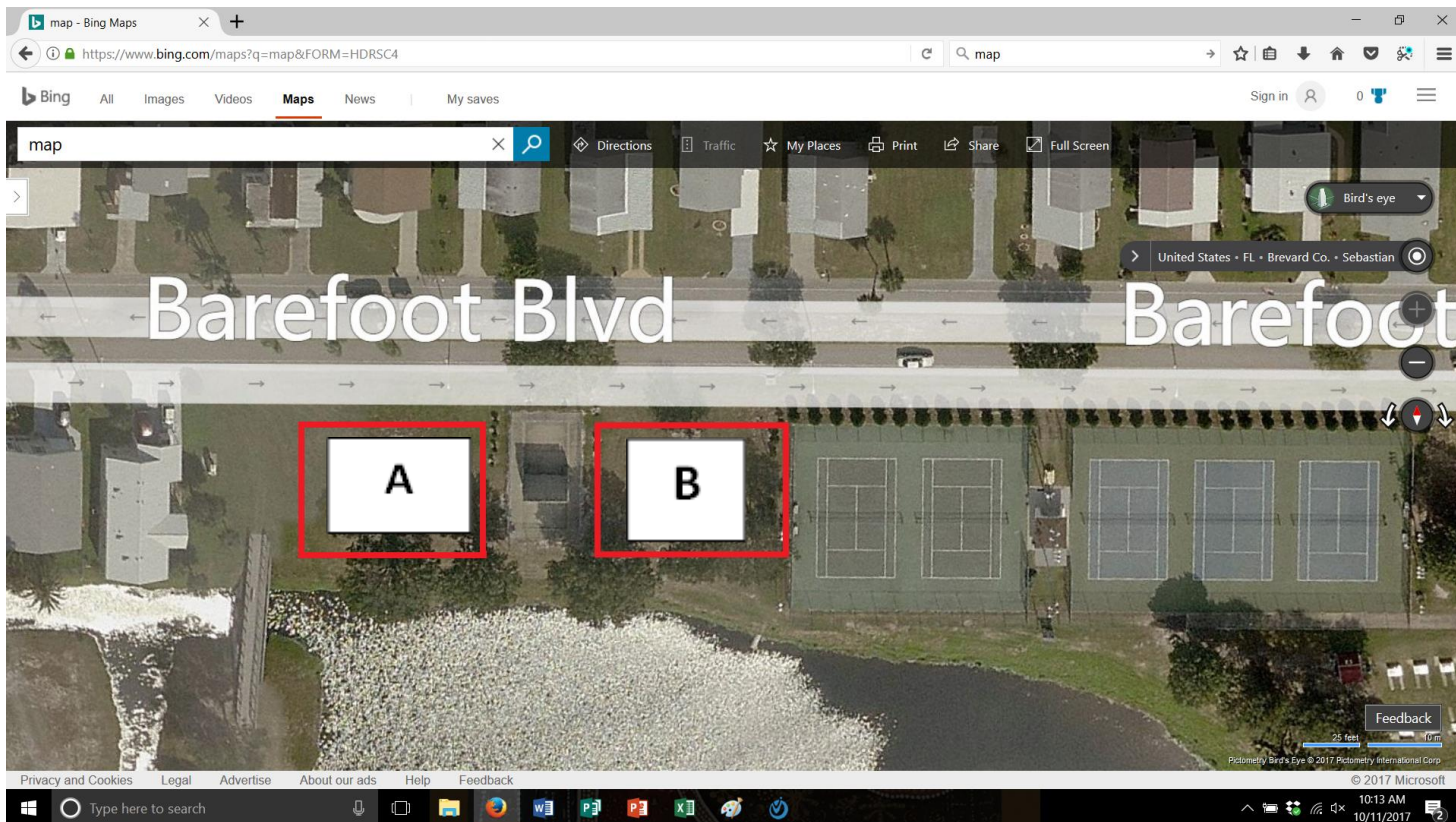 map - Bing Maps
https://www.bing.com/maps?q=map&FORM=HDRSC4
map
Bing All Images Videos Maps News My saves
Sign in 0
map
Directions Traffic My Places Print Share Full Screen
Bird's eye
United States • FL • Brevard Co. • Sebastian
Barefoot Blvd
Barefoot
A
B
Feedback
25 feet 10 m
Pictometry Bird's Eye © 2017 Pictometry International Corp
Privacy and Cookies Legal Advertise About our ads Help Feedback
© 2017 Microsoft
Type here to search
10:13 AM
10/11/2017
2